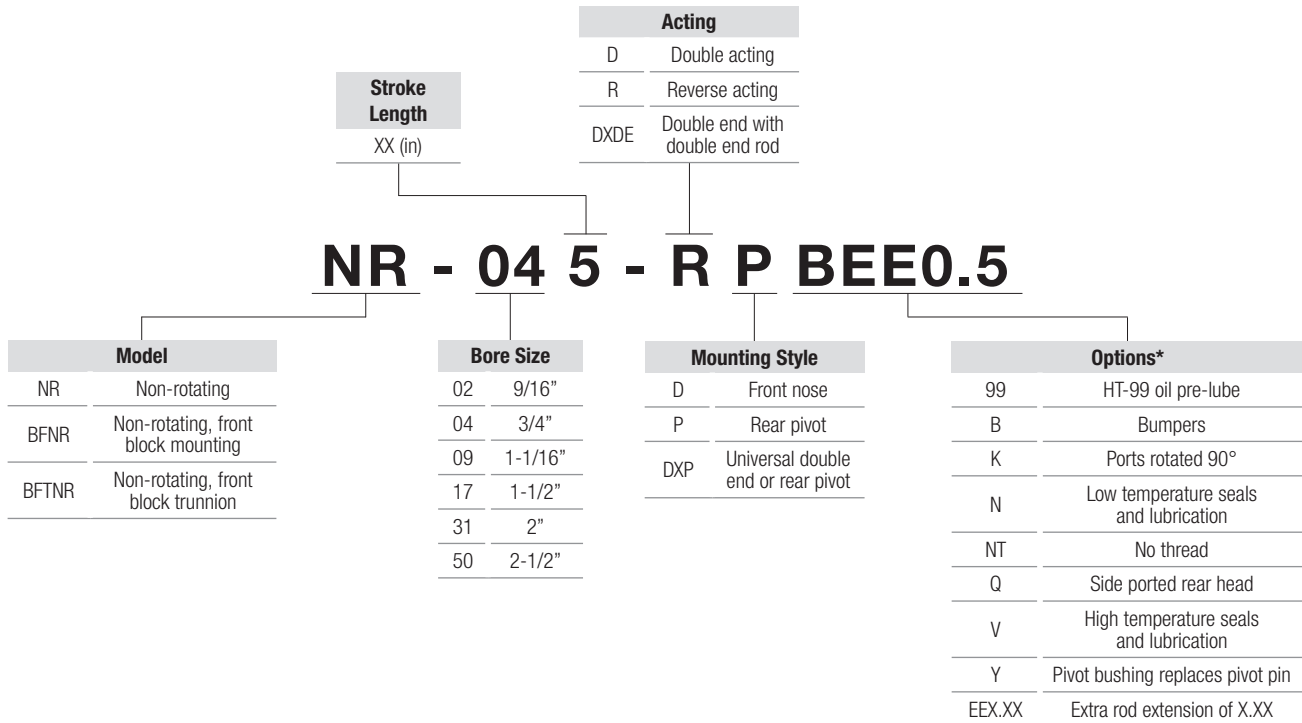 Acting
D Double acting
R Reverse acting
DXDE Double end with
double end rod
Stroke
Length
XX (in)
NR - 04 5 - R P BEE0.5
Model
NR Non-rotating
BFNR Non-rotating, front
block mounting
BFTNR Non-rotating, front
block trunnion
Bore Size
02 9/16”
04 3/4”
09 1-1/16”
17 1-1/2”
31 2”
50 2-1/2”
Mounting Style
D Front nose
P Rear pivot
DXP Universal double
end or rear pivot
Options*
99 HT-99 oil pre-lube
B Bumpers
K Ports rotated 90°
N Low temperature seals
and lubrication
NT No thread
Q Side ported rear head
V High temperature seals
and lubrication
Y Pivot bushing replaces pivot pin
EEX.XX Extra rod extension of X.XX